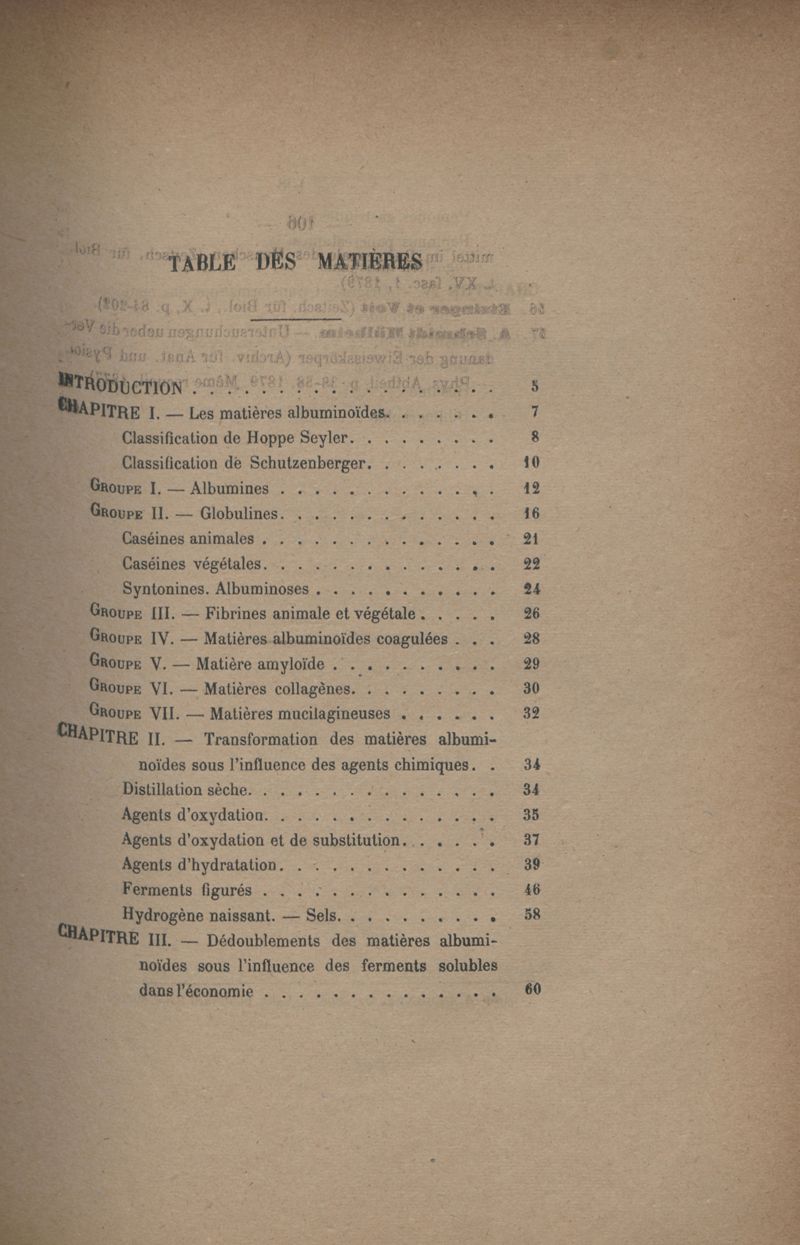 TABLE DES MATIÈRES
INTRODUCTION . . . . . . . . . . . . . . . . . 5
CHAPITRE I. — Les matières albuminoïdes. . . . . . . 7
Classification de Hoppe Seyler. . . . . . . . . 8
Classification de Schutzenberger. . . . . . . . 10
GROUPE I. — Albumines . . . . . . . . . . . . . 12
GROUPE II. — Globulines. . . . . . . . . . . . . 16
Caséines animales . . . . . . . . . . . . . . 21
Caséines végétales. . . . . . . . . . . . . . 22
Syntonines. Albuminoses . . . . . . . . . . . 24
GROUPE III. — Fibrines animale et végétale . . . . . 26
GROUPE IV. — Matières albuminoïdes coagulées . . . 28
GROUPE V. — Matière amyloïde . . . . . . . . . . 29
GROUPE VI. — Matières collagènes. . . . . . . . . 30
GROUPE VII. — Matières mucilagineuses . . . . . . 32
CHAPITRE II. — Transformation des matières albumi-
noïdes sous l'influence des agents chimiques. . 34
Distillation sèche. . . . . . . . . . . . . . . 34
Agents d'oxydation. . . . . . . . . . . . . . 35
Agents d'oxydation et de substitution. . . . . . 37
Agents d'hydratation. . . . . . . . . . . . . 39
Ferments figurés . . . . . . . . . . . . . . 46
Hydrogène naissant. — Sels. . . . . . . . . . 58
CHAPITRE III. — Dédoublements des matières albumi-
noïdes sous l'influence des ferments solubles
dans l'économie . . . . . . . . . . . . . . 60